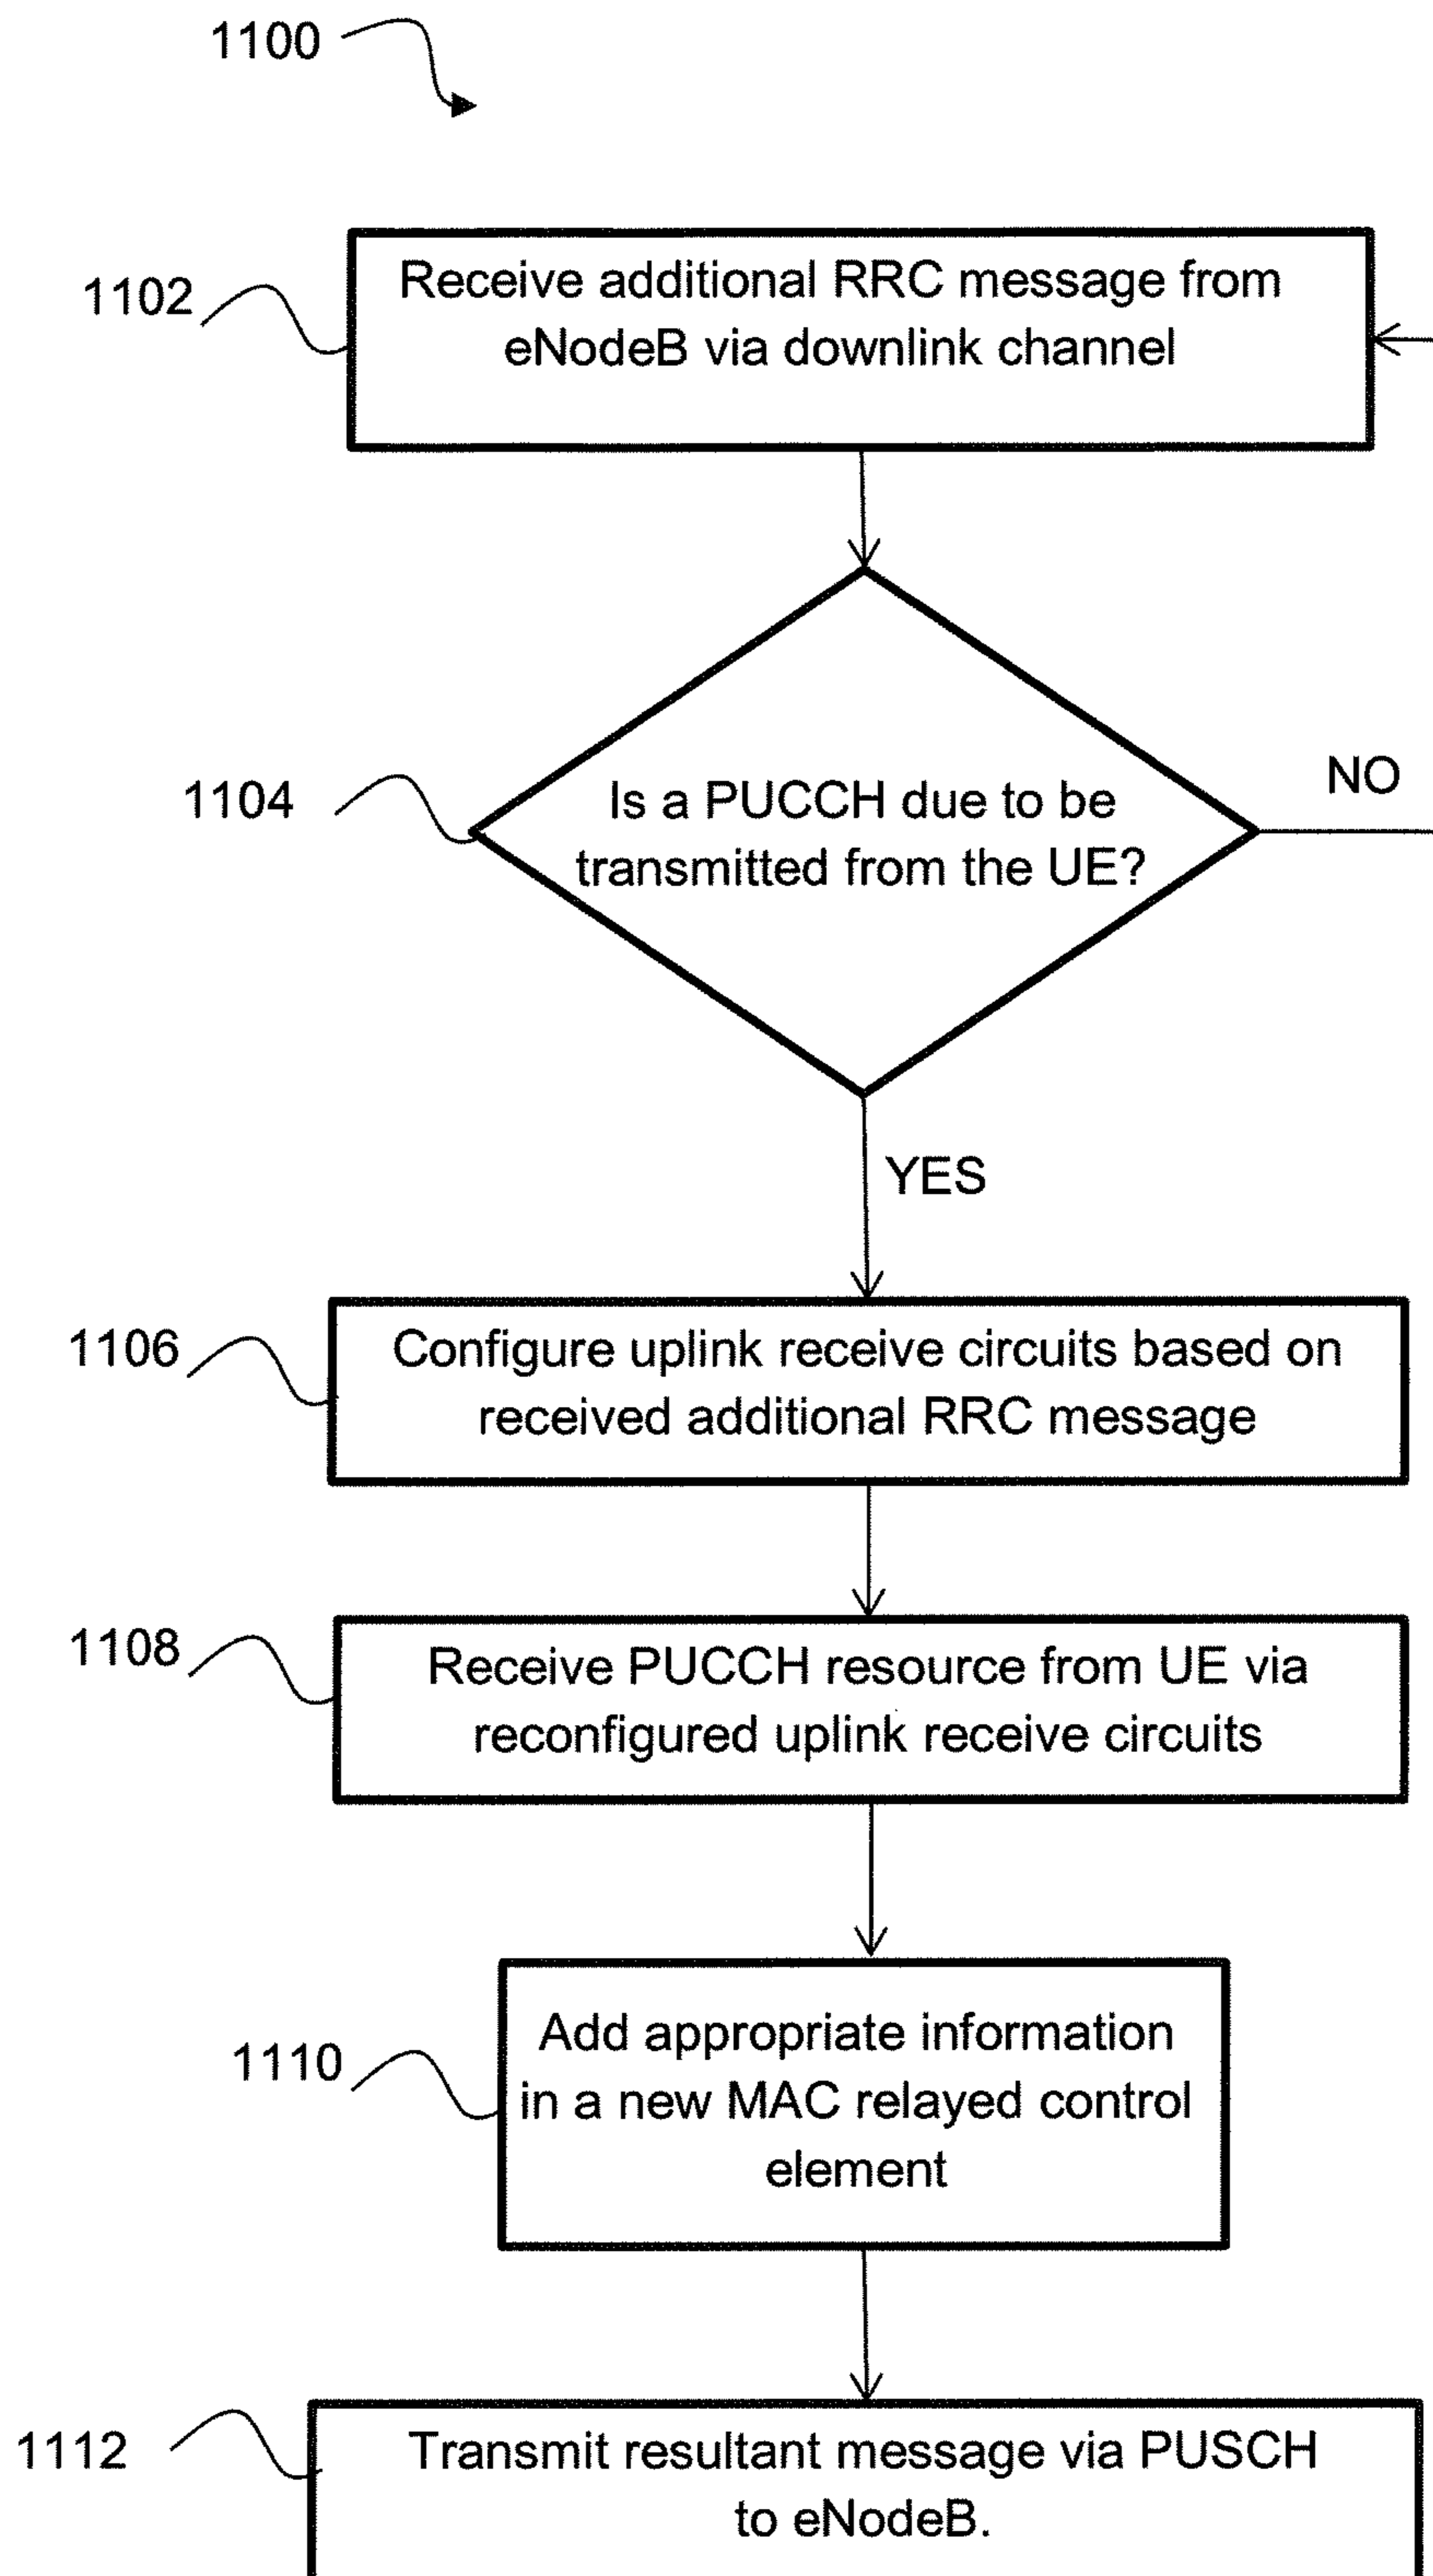 1100
1102
Receive additional RRC message from
eNodeB via downlink channel
1104
Is a PUCCH due to be
transmitted from the UE?
NO
YES
1106
Configure uplink receive circuits based on
received additional RRC message
1108
Receive PUCCH resource from UE via
reconfigured uplink receive circuits
1110
Add appropriate information
in a new MAC relayed control
element
1112
Transmit resultant message via PUSCH
to eNodeB.